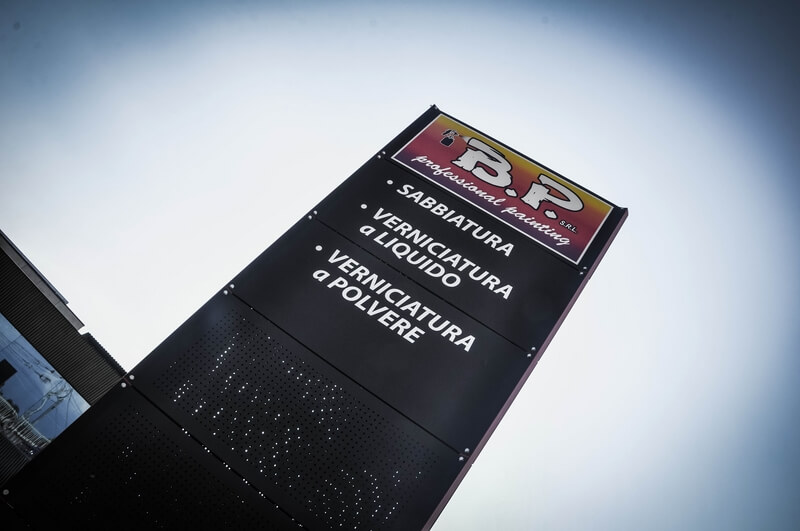 B.P. S.R.L.
professional painting
• SABBIATURA
• VERNICIATURA
a LIQUIDO
• VERNICIATURA
a POLVERE